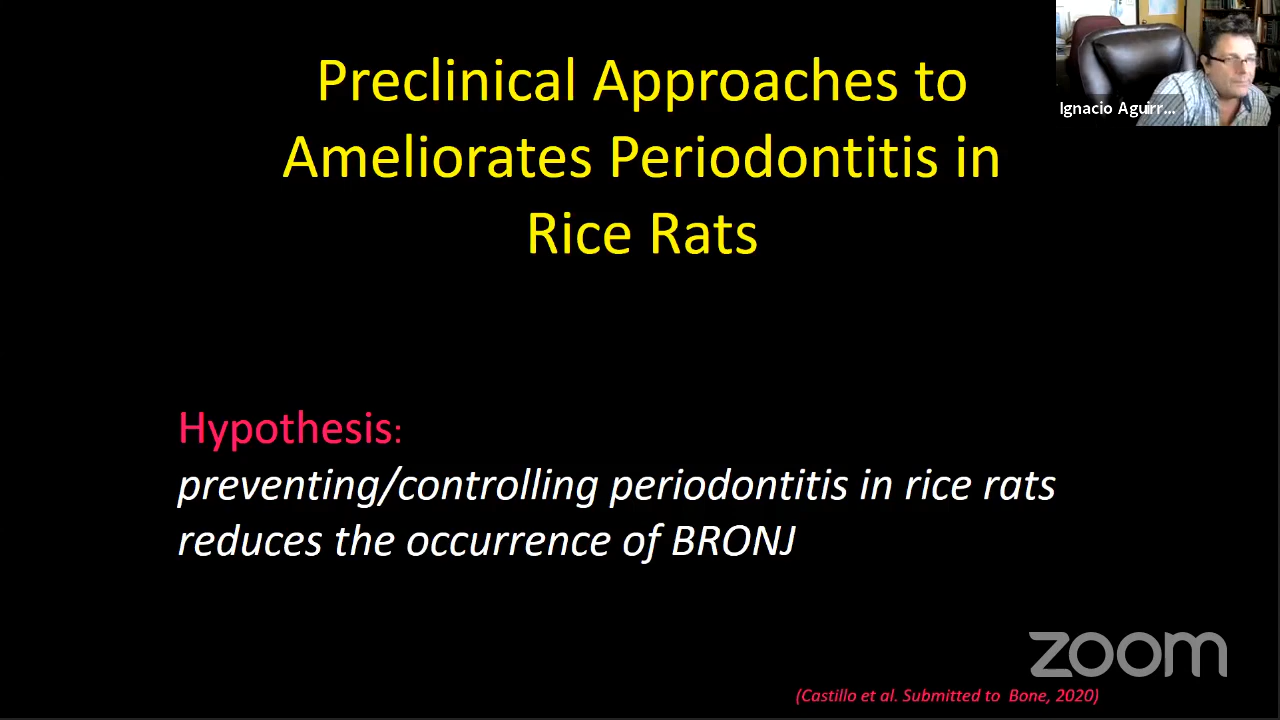 Preclinical Approaches to
Ameliorates Periodontitis in
Rice Rats
Ignacio Aguirr...
Hypothesis:
preventing/controlling periodontitis in rice rats
reduces the occurrence of BRONJ
zoom
(Castillo et al. Submitted to Bone, 2020)